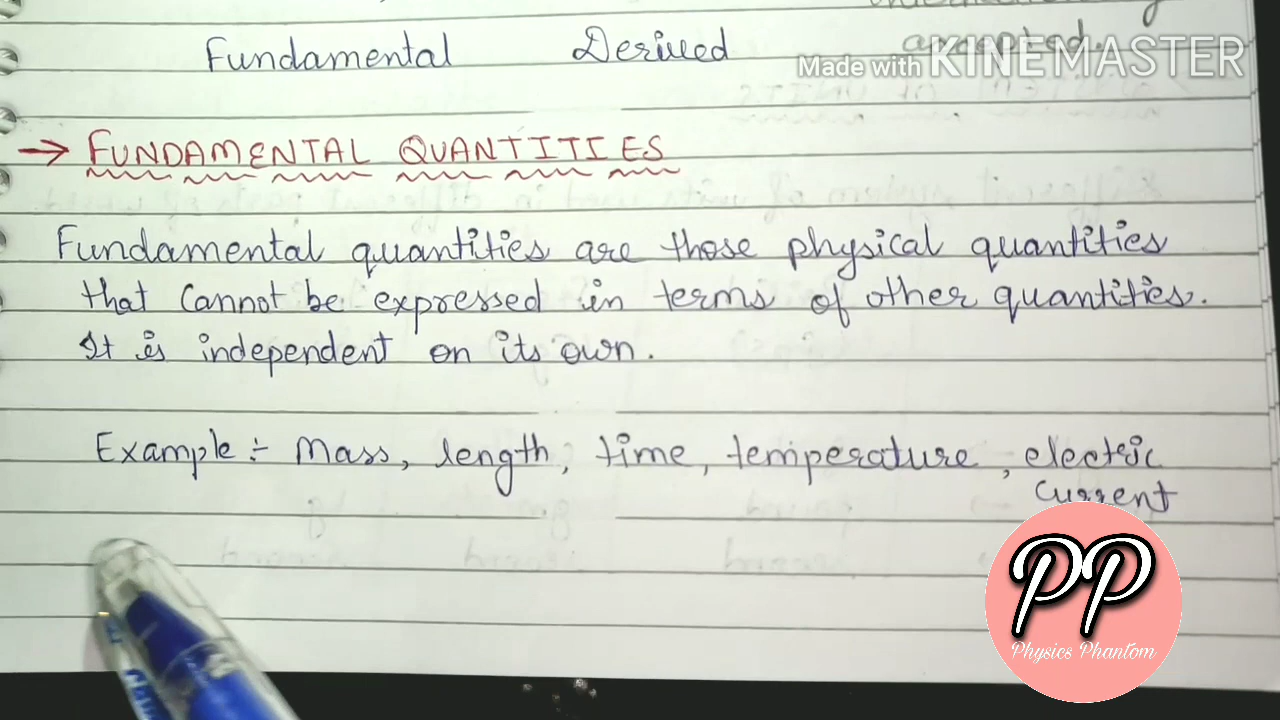 Fundamental Derived accepted.
Made with KINEMASTER
→ FUNDAMENTAL QUANTITIES
Fundamental quantities are those physical quantities
that cannot be expressed in terms of other quantities.
It is independent on its own.
Example ÷ Mass, length, time, temperature, electric
current
PP
Physics Phantom